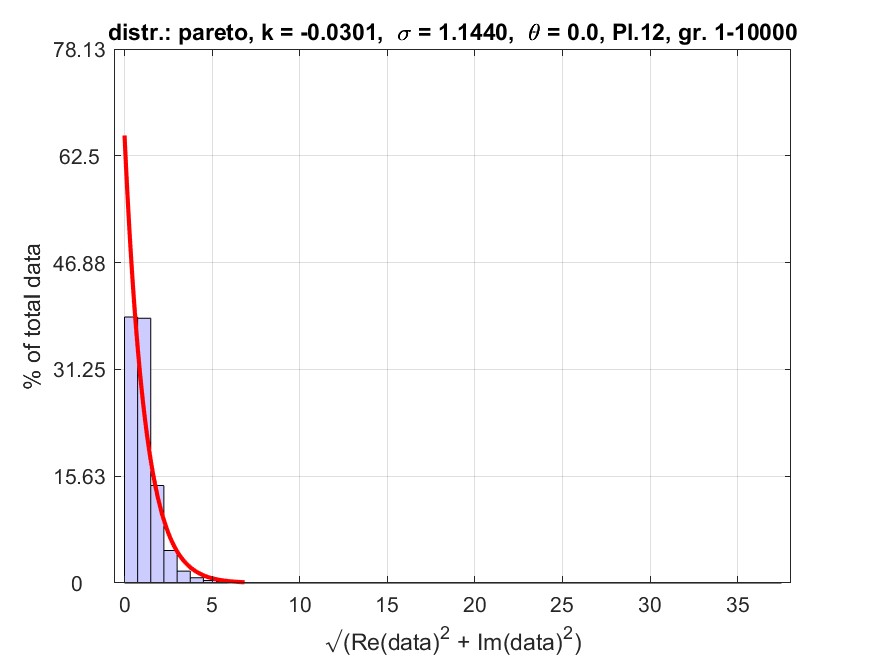 distr.: pareto, k = -0.0301, σ = 1.1440, θ = 0.0, Pl.12, gr. 1-10000
78.13
62.5
46.88
31.25
15.63
0
% of total data
0 5 10 15 20 25 30 35
√(Re(data)² + Im(data)²)